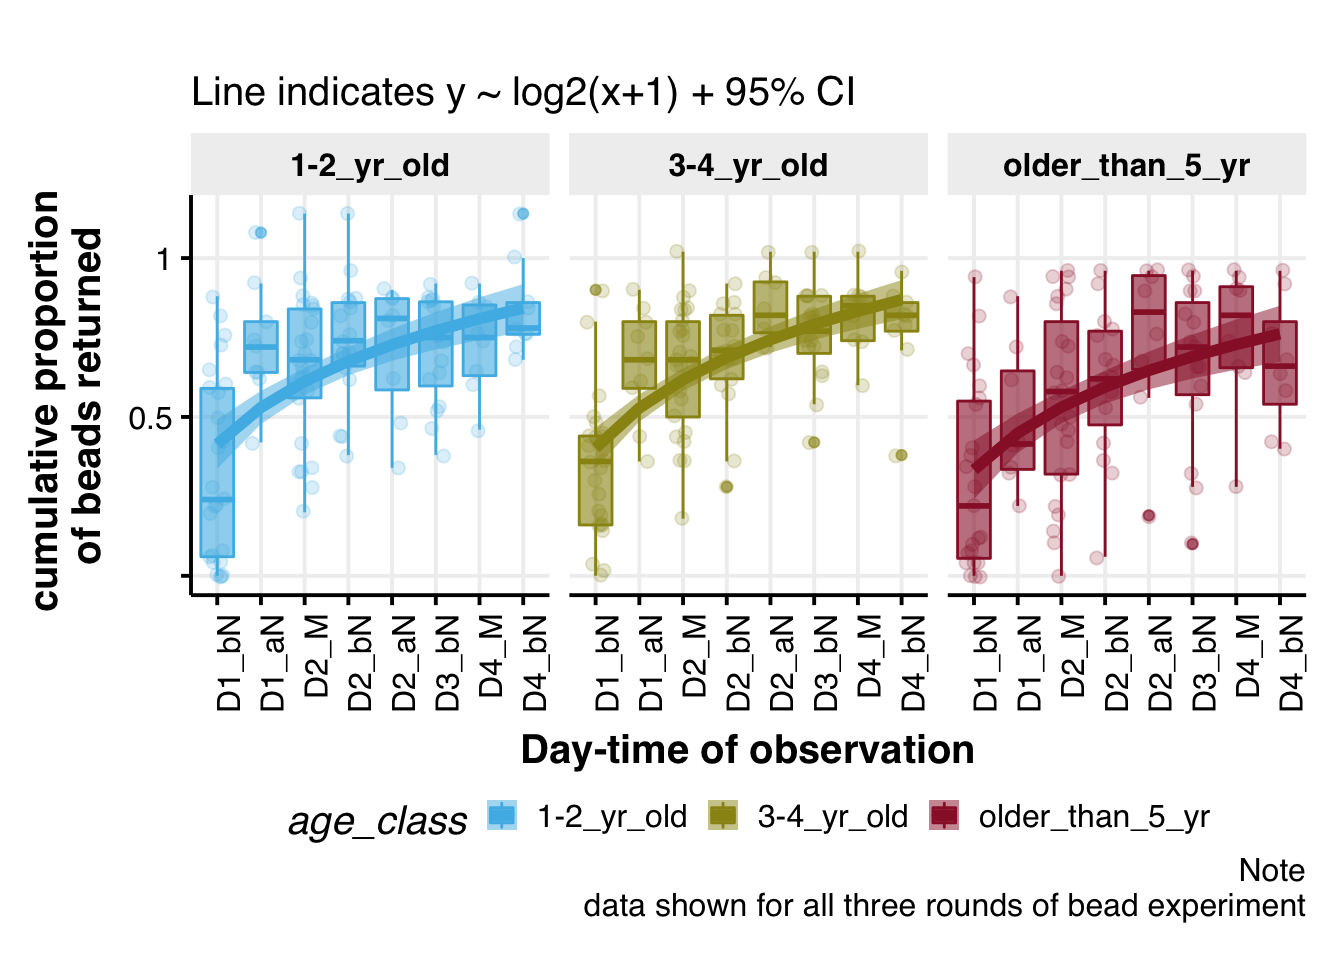 Line indicates y ~ log2(x+1) + 95% CI
1-2_yr_old 3-4_yr_old older_than_5_yr
cumulative proportion
of beads returned
1
0.5
D1_bN D1_aN D2_M D2_bN D2_aN D3_bN D4_M D4_bN D1_bN D1_aN D2_M D2_bN D2_aN D3_bN D4_M D4_bN D1_bN D1_aN D2_M D2_bN D2_aN D3_bN D4_M D4_bN
Day-time of observation
age_class 1-2_yr_old 3-4_yr_old older_than_5_yr
Note
data shown for all three rounds of bead experiment